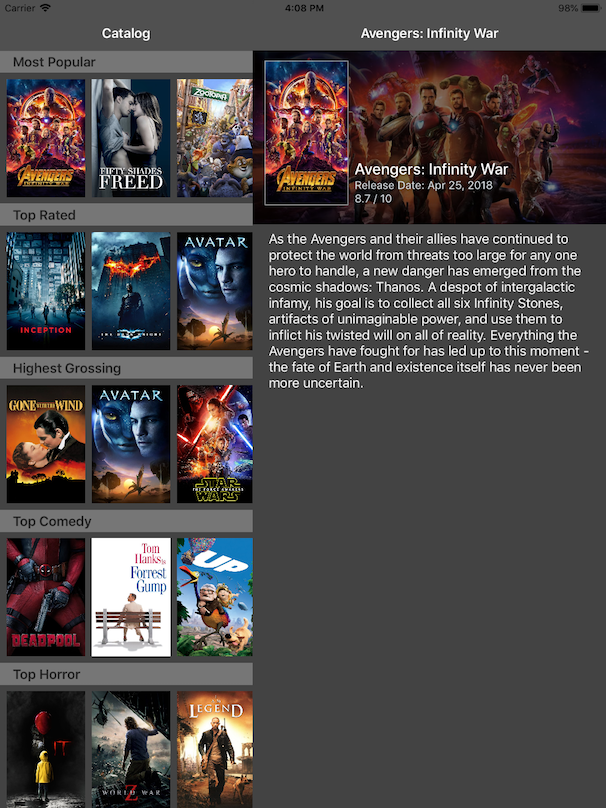 Carrier
4:08 PM
98%
Catalog
Avengers: Infinity War
Most Popular
AVENGERS
INFINITY WAR
FIFTY SHADES
FREED
ZOOTOPIA
Top Rated
INCEPTION
THE DARK KNIGHT
AVATAR
Highest Grossing
GONE WITH THE WIND
AVATAR
STAR
THE FORCE AWAKENS
WARS
Top Comedy
DEADPOOL
Tom
Hanks is
Forrest
Gump
UP
Top Horror
IT
WORLD WAR
Z
LEGEND
AVENGERS
INFINITY WAR
Avengers: Infinity War
Release Date: Apr 25, 2018
8.7 / 10
As the Avengers and their allies have continued to
protect the world from threats too large for any one
hero to handle, a new danger has emerged from the
cosmic shadows: Thanos. A despot of intergalactic
infamy, his goal is to collect all six Infinity Stones,
artifacts of unimaginable power, and use them to
inflict his twisted will on all of reality. Everything the
Avengers have fought for has led up to this moment -
the fate of Earth and existence itself has never been
more uncertain.